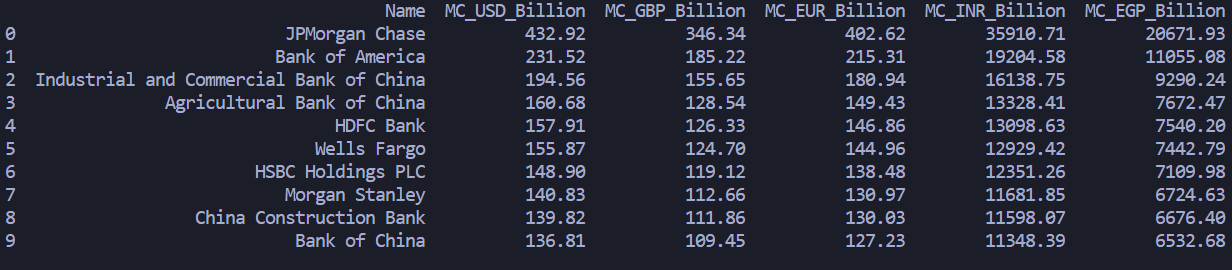 Name MC_USD_Billion MC_GBP_Billion MC_EUR_Billion MC_INR_Billion MC_EGP_Billion
0 JPMorgan Chase 432.92 346.34 402.62 35910.71 20671.93
1 Bank of America 231.52 185.22 215.31 19204.58 11055.08
2 Industrial and Commercial Bank of China 194.56 155.65 180.94 16138.75 9290.24
3 Agricultural Bank of China 160.68 128.54 149.43 13328.41 7672.47
4 HDFC Bank 157.91 126.33 146.86 13098.63 7540.20
5 Wells Fargo 155.87 124.70 144.96 12929.42 7442.79
6 HSBC Holdings PLC 148.90 119.12 138.48 12351.26 7109.98
7 Morgan Stanley 140.83 112.66 130.97 11681.85 6724.63
8 China Construction Bank 139.82 111.86 130.03 11598.07 6676.40
9 Bank of China 136.81 109.45 127.23 11348.39 6532.68